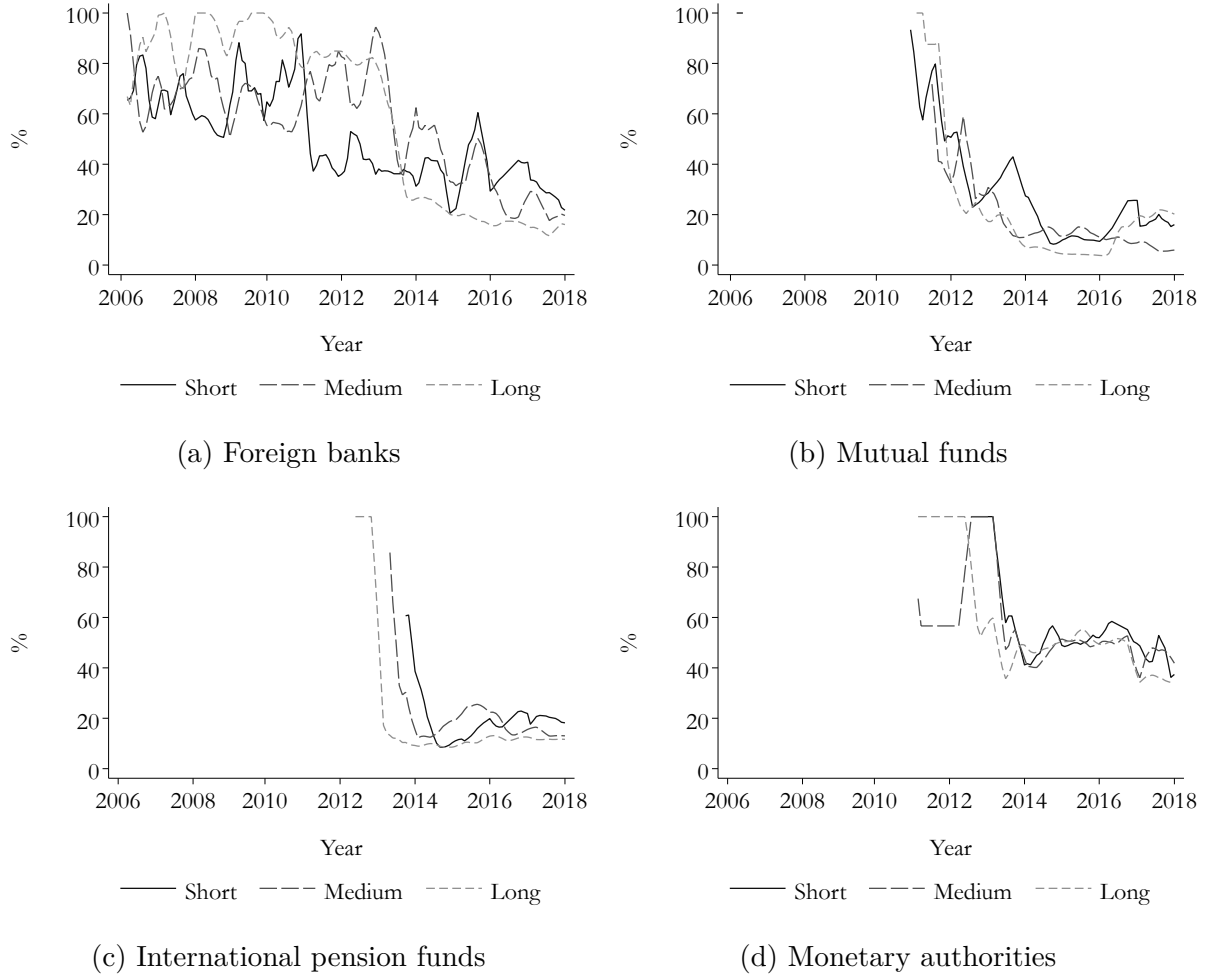 100
80
60
40
20
0
%
2006 2008 2010 2012 2014 2016 2018
Year
Short Medium Long
(a) Foreign banks
100
80
60
40
20
0
%
2006 2008 2010 2012 2014 2016 2018
Year
Short Medium Long
(b) Mutual funds
100
80
60
40
20
0
%
2006 2008 2010 2012 2014 2016 2018
Year
Short Medium Long
(c) International pension funds
100
80
60
40
20
0
%
2006 2008 2010 2012 2014 2016 2018
Year
Short Medium Long
(d) Monetary authorities